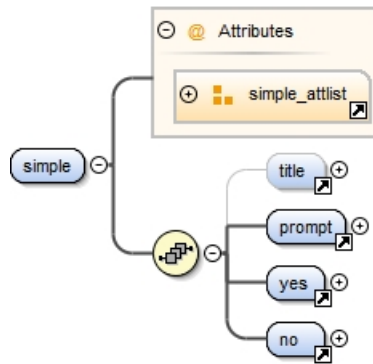 @ Attributes
simple_attlist
simple
title
prompt
yes
no